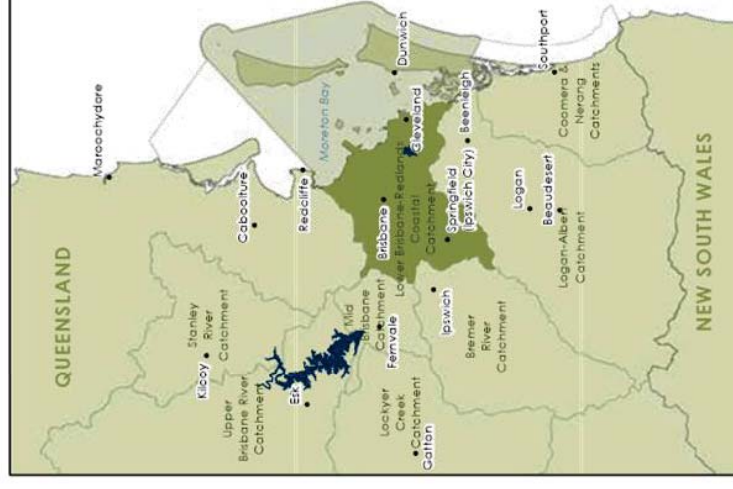 QUEENSLAND
Maroochydore
Kilcoy
Stanley
River
Catchment
Caboolture
Upper
Brisbane River
Catchment
Esk
Redcliffe
Moreton Bay
Mid
Brisbane
Catchment
Fernvale
Brisbane
Dunwich
Lower Brisbane-Redlands
Coastal
Catchment
Cleveland
Lockyer
Creek
Catchment
Gatton
Ipswich
Springfield
(Ipswich City)
Beenleigh
Bremer
River
Catchment
Logan
Beaudesert
Logan-Albert
Catchment
Southport
Coomera &
Nerang
Catchments
NEW SOUTH WALES